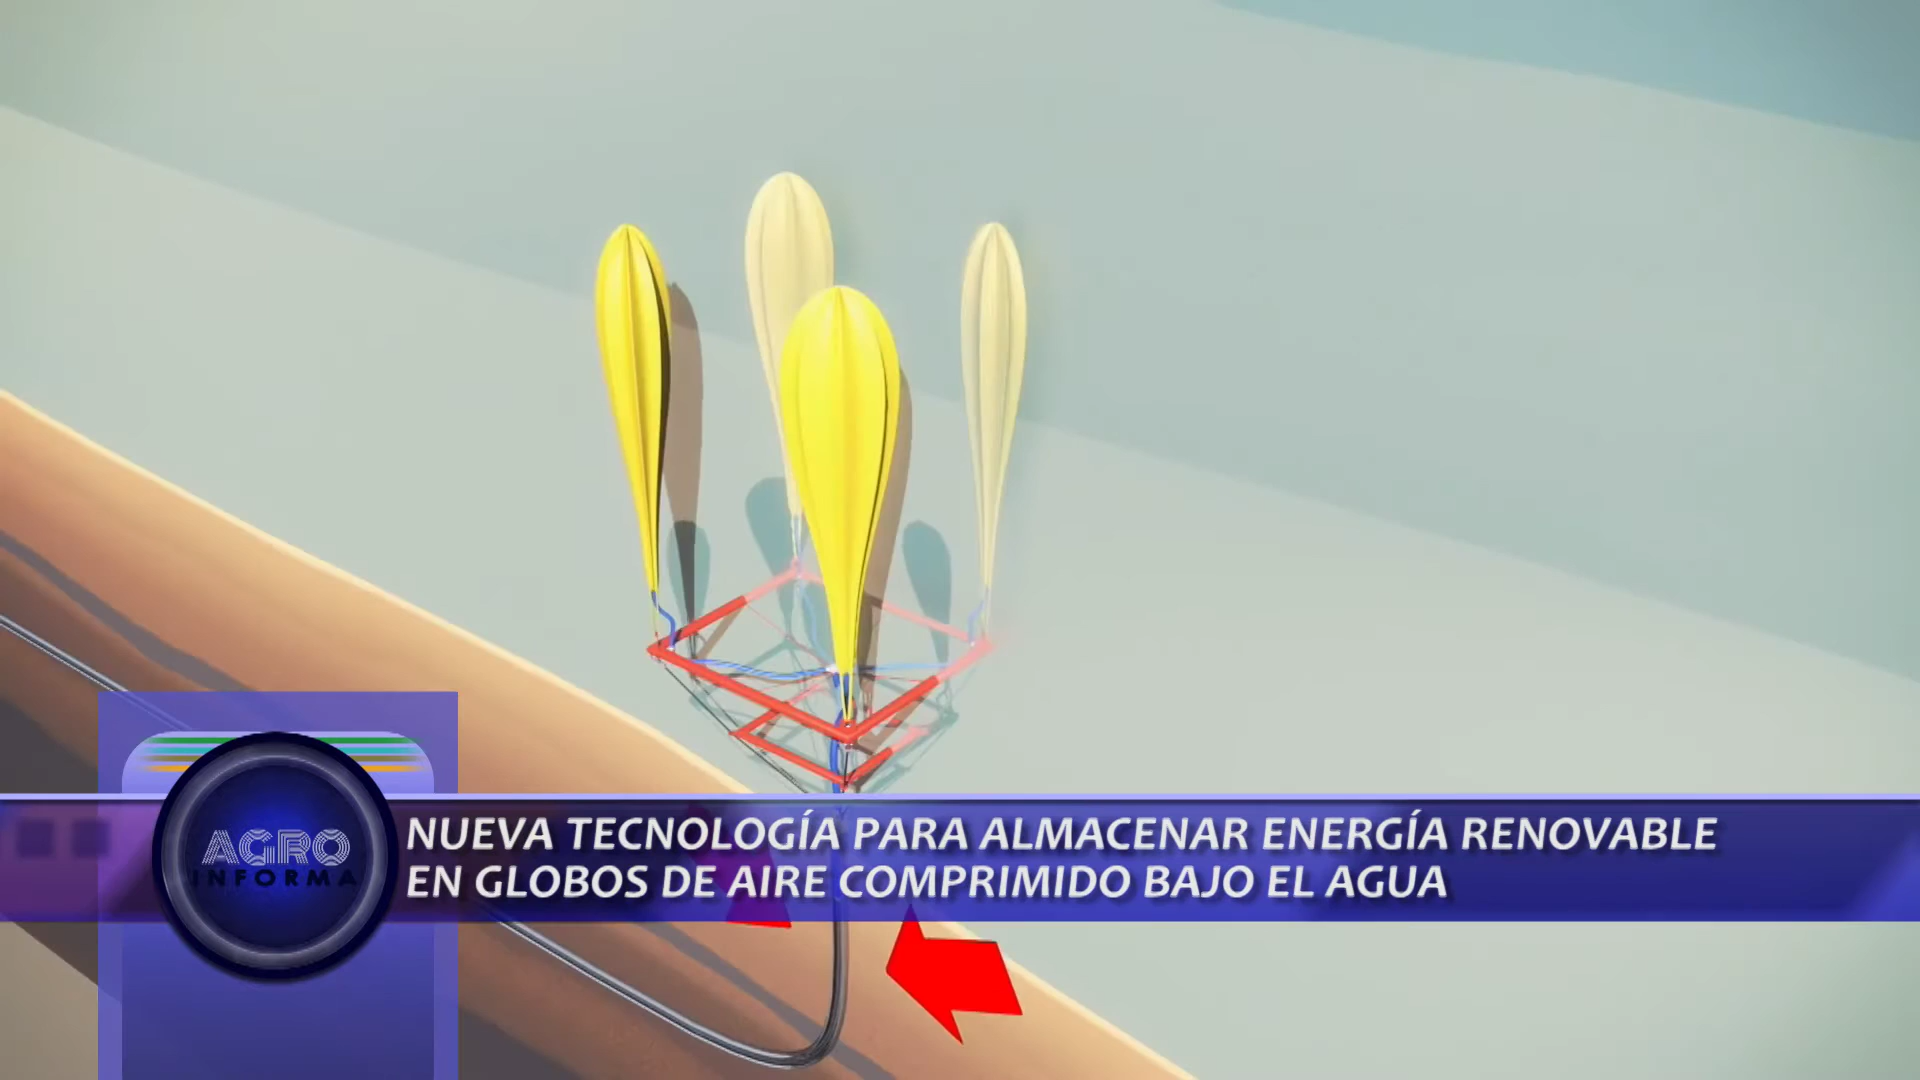 AGRO
INFORMA
NUEVA TECNOLOGÍA PARA ALMACENAR ENERGÍA RENOVABLE
EN GLOBOS DE AIRE COMPRIMIDO BAJO EL AGUA